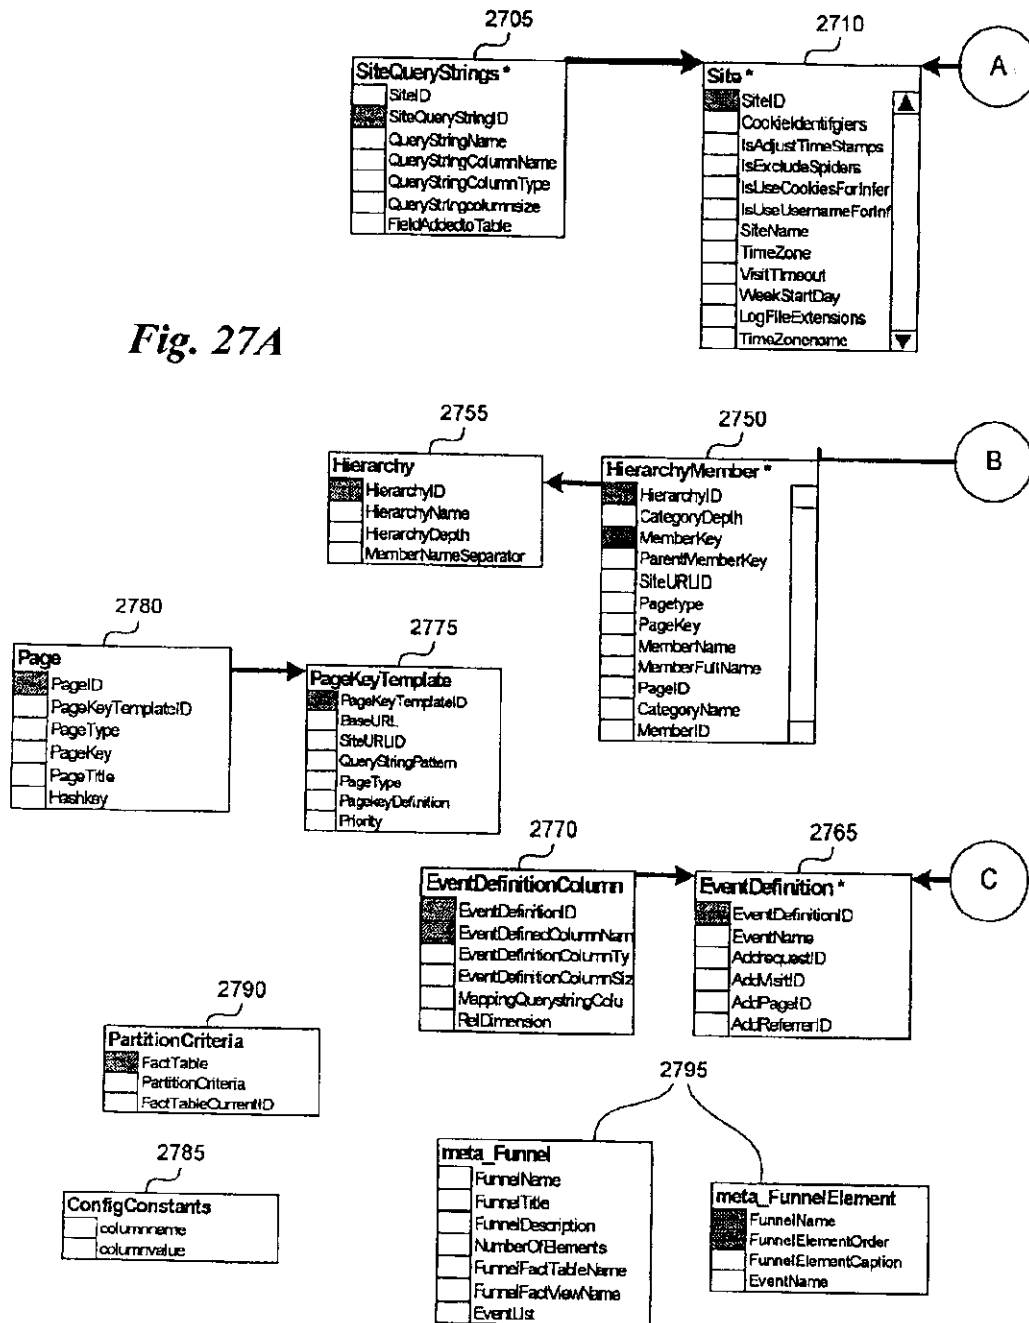 2705
2710
SiteQueryStrings *
SiteID
SiteQueryStringID
QueryStringName
QueryStringColumnName
QueryStringColumnType
QueryStringcolumnsize
FieldAddedtoTable
Site *
SiteID
CookieIdentifgiers
IsAdjustTimeStamps
IsExcludeSpiders
IsUseCookiesForInfer
IsUseUsernameForInf
SiteName
TimeZone
VisitTimeout
WeekStartDay
LogFileExtensions
TimeZonename
A
Fig. 27A
2755
2750
Hierarchy
HierarchyID
HierarchyName
HierarchyDepth
MemberNameSeparator
HierarchyMember *
HierarchyID
CategoryDepth
MemberKey
ParentMemberKey
SiteURLID
Pagetype
PageKey
MemberName
MemberFullName
PageID
CategoryName
MemberID
B
2780
2775
Page
PageID
PageKeyTemplateID
PageType
PageKey
PageTitle
Hashkey
PageKeyTemplate
PageKeyTemplateID
BaseURL
SiteURLID
QueryStringPattern
PageType
PagekeyDefinition
Priority
2770
2765
EventDefinitionColumn
EventDefinitionID
EventDefinedColumnNam
EventDefinitionColumnTy
EventDefinitionColumnSiz
MappingQuerystringColu
RelDimension
EventDefinition *
EventDefinitionID
EventName
AddrequestID
AddVisitID
AddPageID
AddReferrerID
C
2790
PartitionCriteria
FactTable
PartitionCriteria
FactTableCurrentID
2795
2785
ConfigConstants
columnname
columnvalue
meta_Funnel
FunnelName
FunnelTitle
FunnelDescription
NumberOfElements
FunnelFactTableName
FunnelFactViewName
EventList
meta_FunnelElement
FunnelName
FunnelElementOrder
FunnelElementCaption
EventName